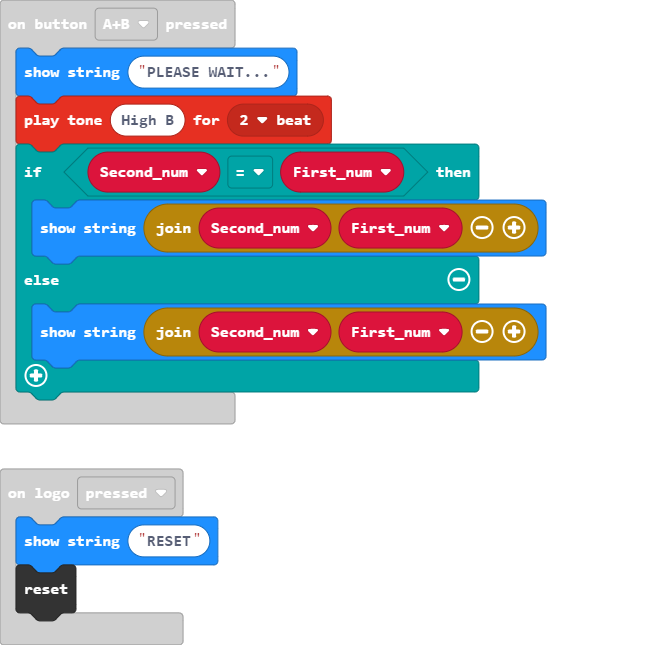 on button A+B pressed
show string "PLEASE WAIT..."
play tone High B for 2 beat
if Second_num = First_num then
show string join Second_num First_num
else
show string join Second_num First_num
on logo pressed
show string "RESET"
reset